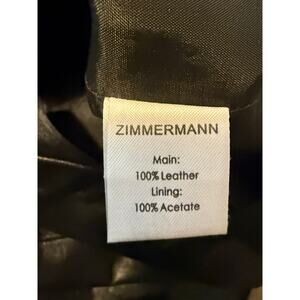 ZIMMERMANN
Main:
100% Leather
Lining:
100% Acetate